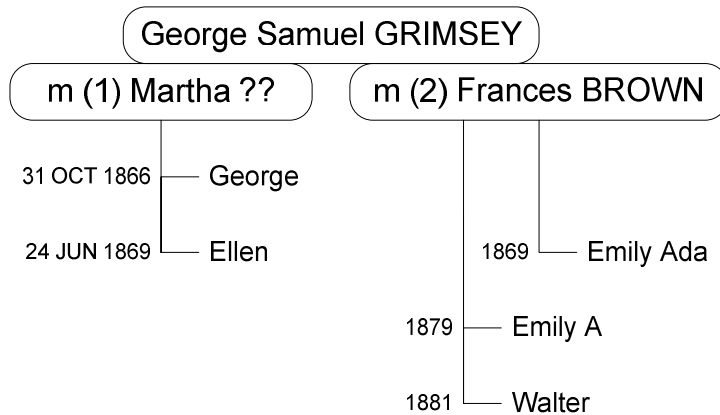 George Samuel GRIMSEY
m (1) Martha ??
m (2) Frances BROWN
31 OCT 1866 George
24 JUN 1869 Ellen
1869 Emily Ada
1879 Emily A
1881 Walter